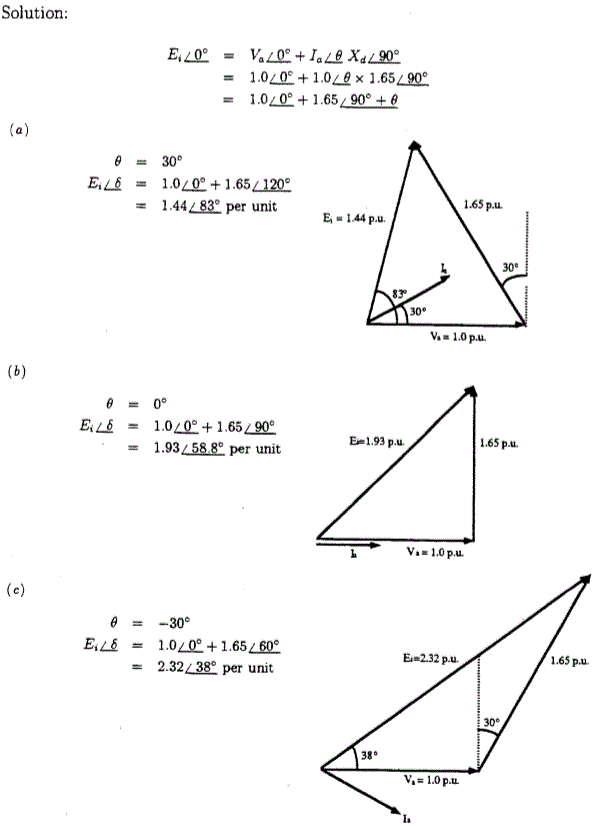 Solution:
E_i∠0° = V_a∠0° + I_a∠θ X_d∠90°
= 1.0∠0° + 1.0∠θ × 1.65∠90°
= 1.0∠0° + 1.65∠90° + θ
(a)
θ = 30°
E_i∠δ = 1.0∠0° + 1.65∠120°
= 1.44∠83° per unit
E_i = 1.44 p.u.
1.65 p.u.
I_a
30°
83°
30°
V_a = 1.0 p.u.
(b)
θ = 0°
E_i∠δ = 1.0∠0° + 1.65∠90°
= 1.93∠58.8° per unit
E_i=1.93 p.u.
1.65 p.u.
I_a
V_a = 1.0 p.u.
(c)
θ = −30°
E_i∠δ = 1.0∠0° + 1.65∠60°
= 2.32∠38° per unit
E_i=2.32 p.u.
1.65 p.u.
30°
38°
V_a = 1.0 p.u.
I_a